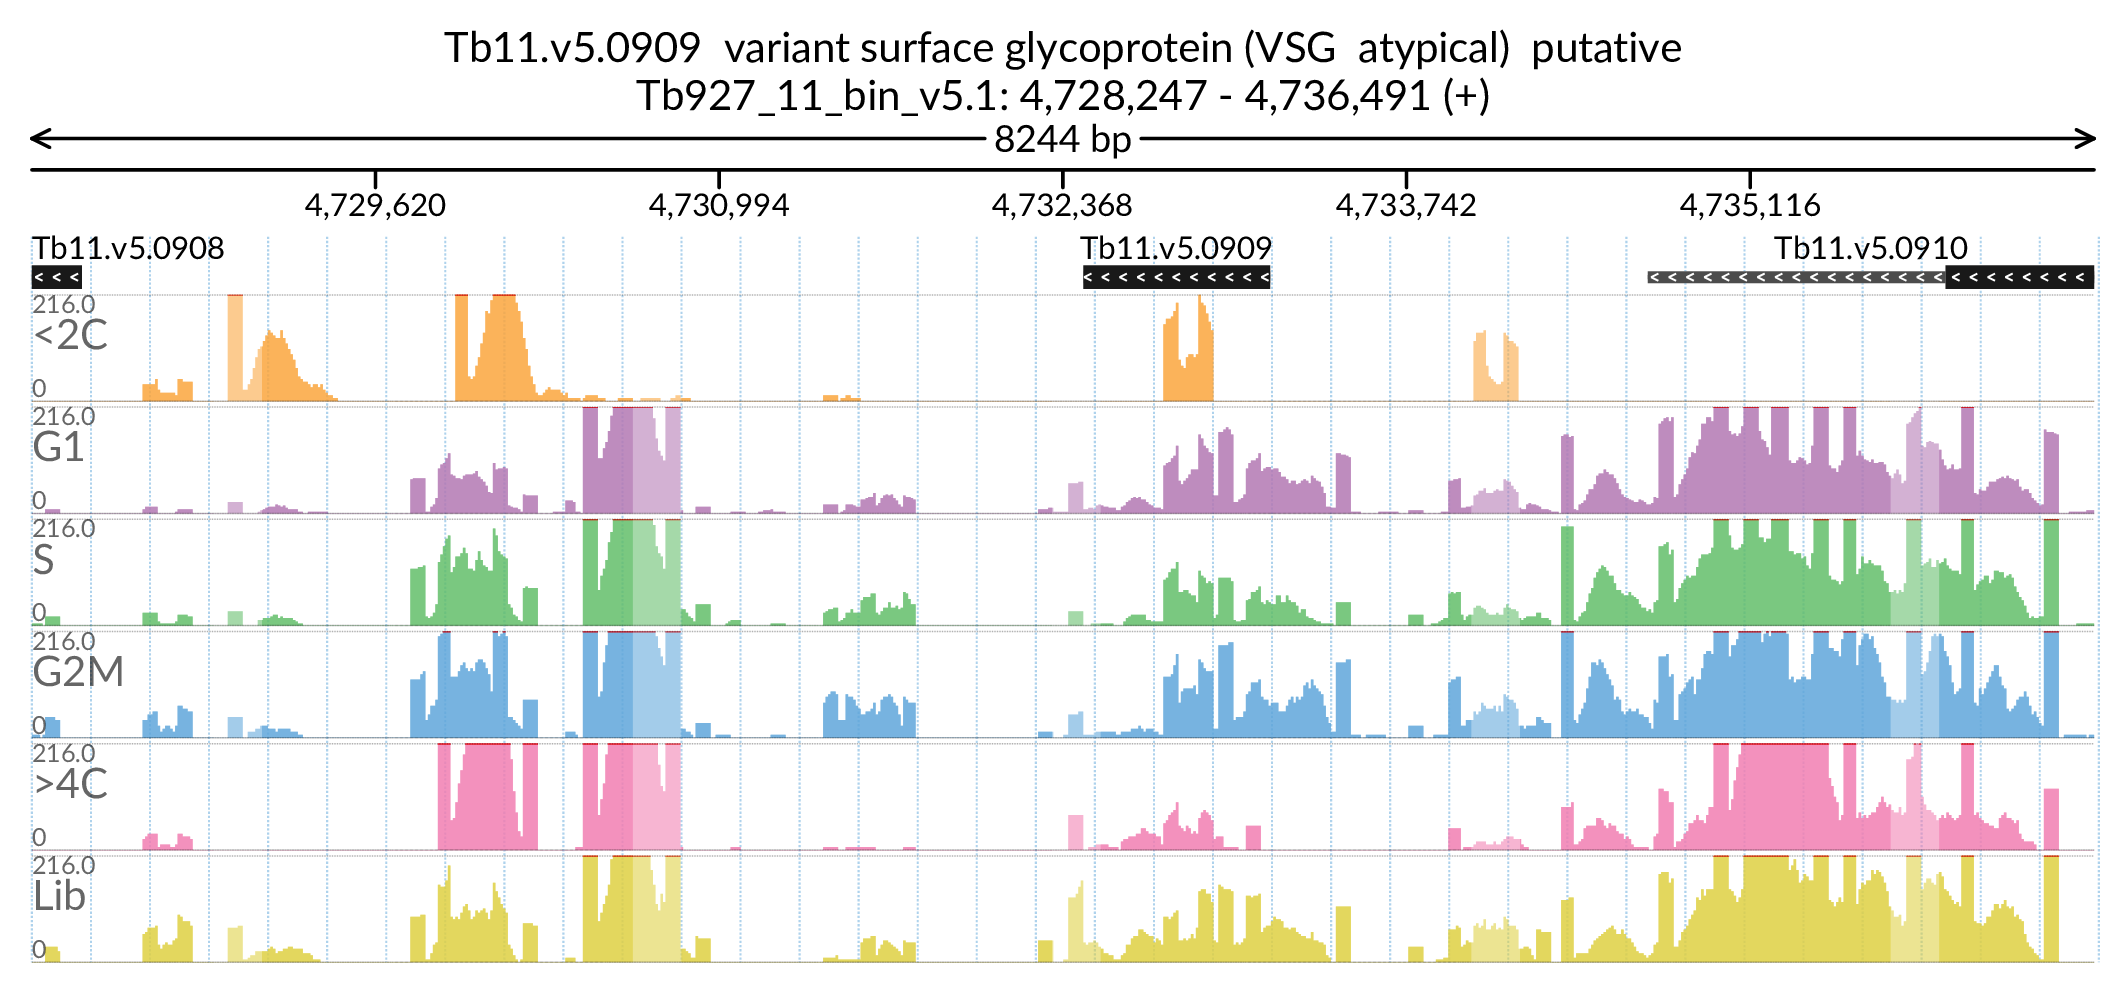 Tb11.v5.0909 variant surface glycoprotein (VSG atypical) putative
Tb927_11_bin_v5.1: 4,728,247 - 4,736,491 (+)
8244 bp
4,729,620 4,730,994 4,732,368 4,733,742 4,735,116
Tb11.v5.0908 Tb11.v5.0909 Tb11.v5.0910
216.0
<2C
0
216.0
G1
0
216.0
S
0
216.0
G2M
0
216.0
>4C
0
216.0
Lib
0